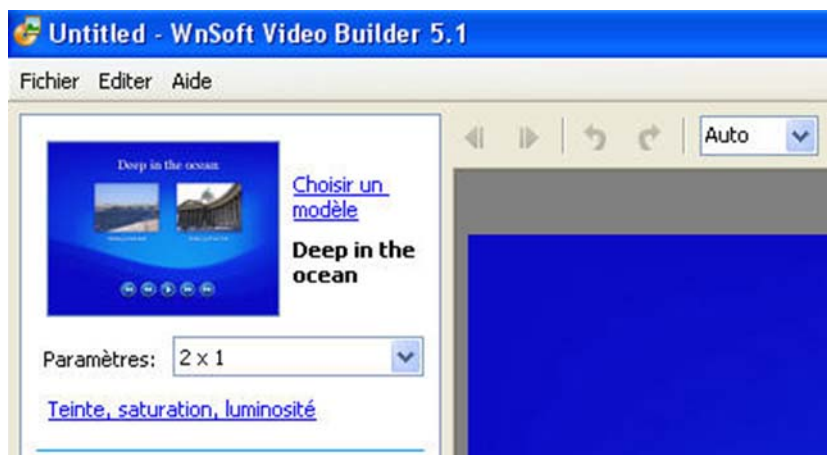 Untitled - WnSoft Video Builder 5.1
Fichier Editer Aide
Auto
Deep in the ocean
Choisir un
modèle
Deep in the
ocean
Paramètres: 2 x 1
Teinte, saturation, luminosité